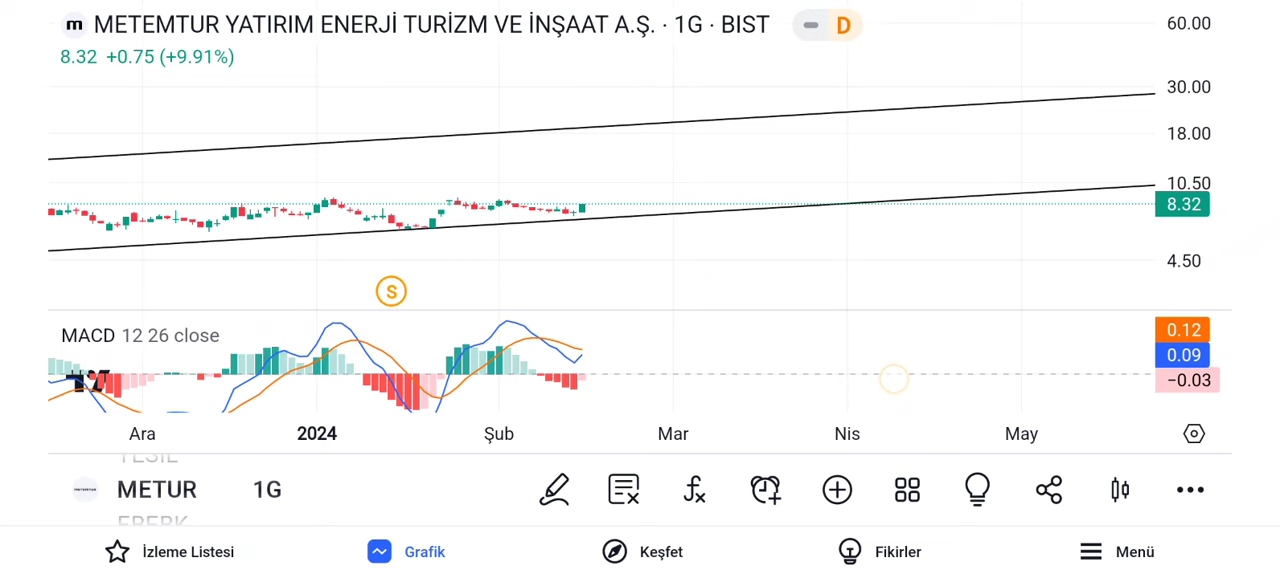 METEMTUR YATIRIM ENERJİ TURİZM VE İNŞAAT A.Ş. · 1G · BIST
D
8.32 +0.75 (+9.91%)
60.00
30.00
18.00
10.50
8.32
4.50
S
MACD 12 26 close
0.12
0.09
−0.03
Ara
2024
Şub
Mar
Nis
May
YESIL
METUR 1G
EBEBK
İzleme Listesi
Grafik
Keşfet
Fikirler
Menü